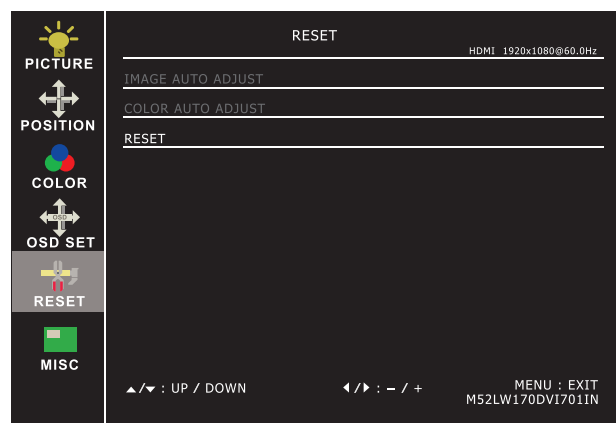 PICTURE
POSITION
COLOR
OSD
OSD SET
RESET
MISC
RESET
HDMI 1920x1080@60.0Hz
IMAGE AUTO ADJUST
COLOR AUTO ADJUST
RESET
▲/▼ : UP / DOWN
◀/▶ : – / +
MENU : EXIT
M52LW170DVI701IN